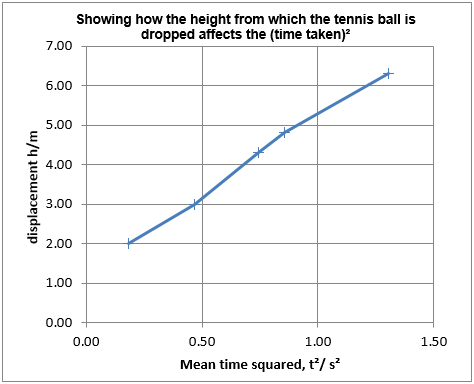 Showing how the height from which the tennis ball is
dropped affects the (time taken)²
7.00
6.00
5.00
4.00
3.00
2.00
1.00
0.00
displacement h/m
0.00 0.50 1.00 1.50
Mean time squared, t²/ s²